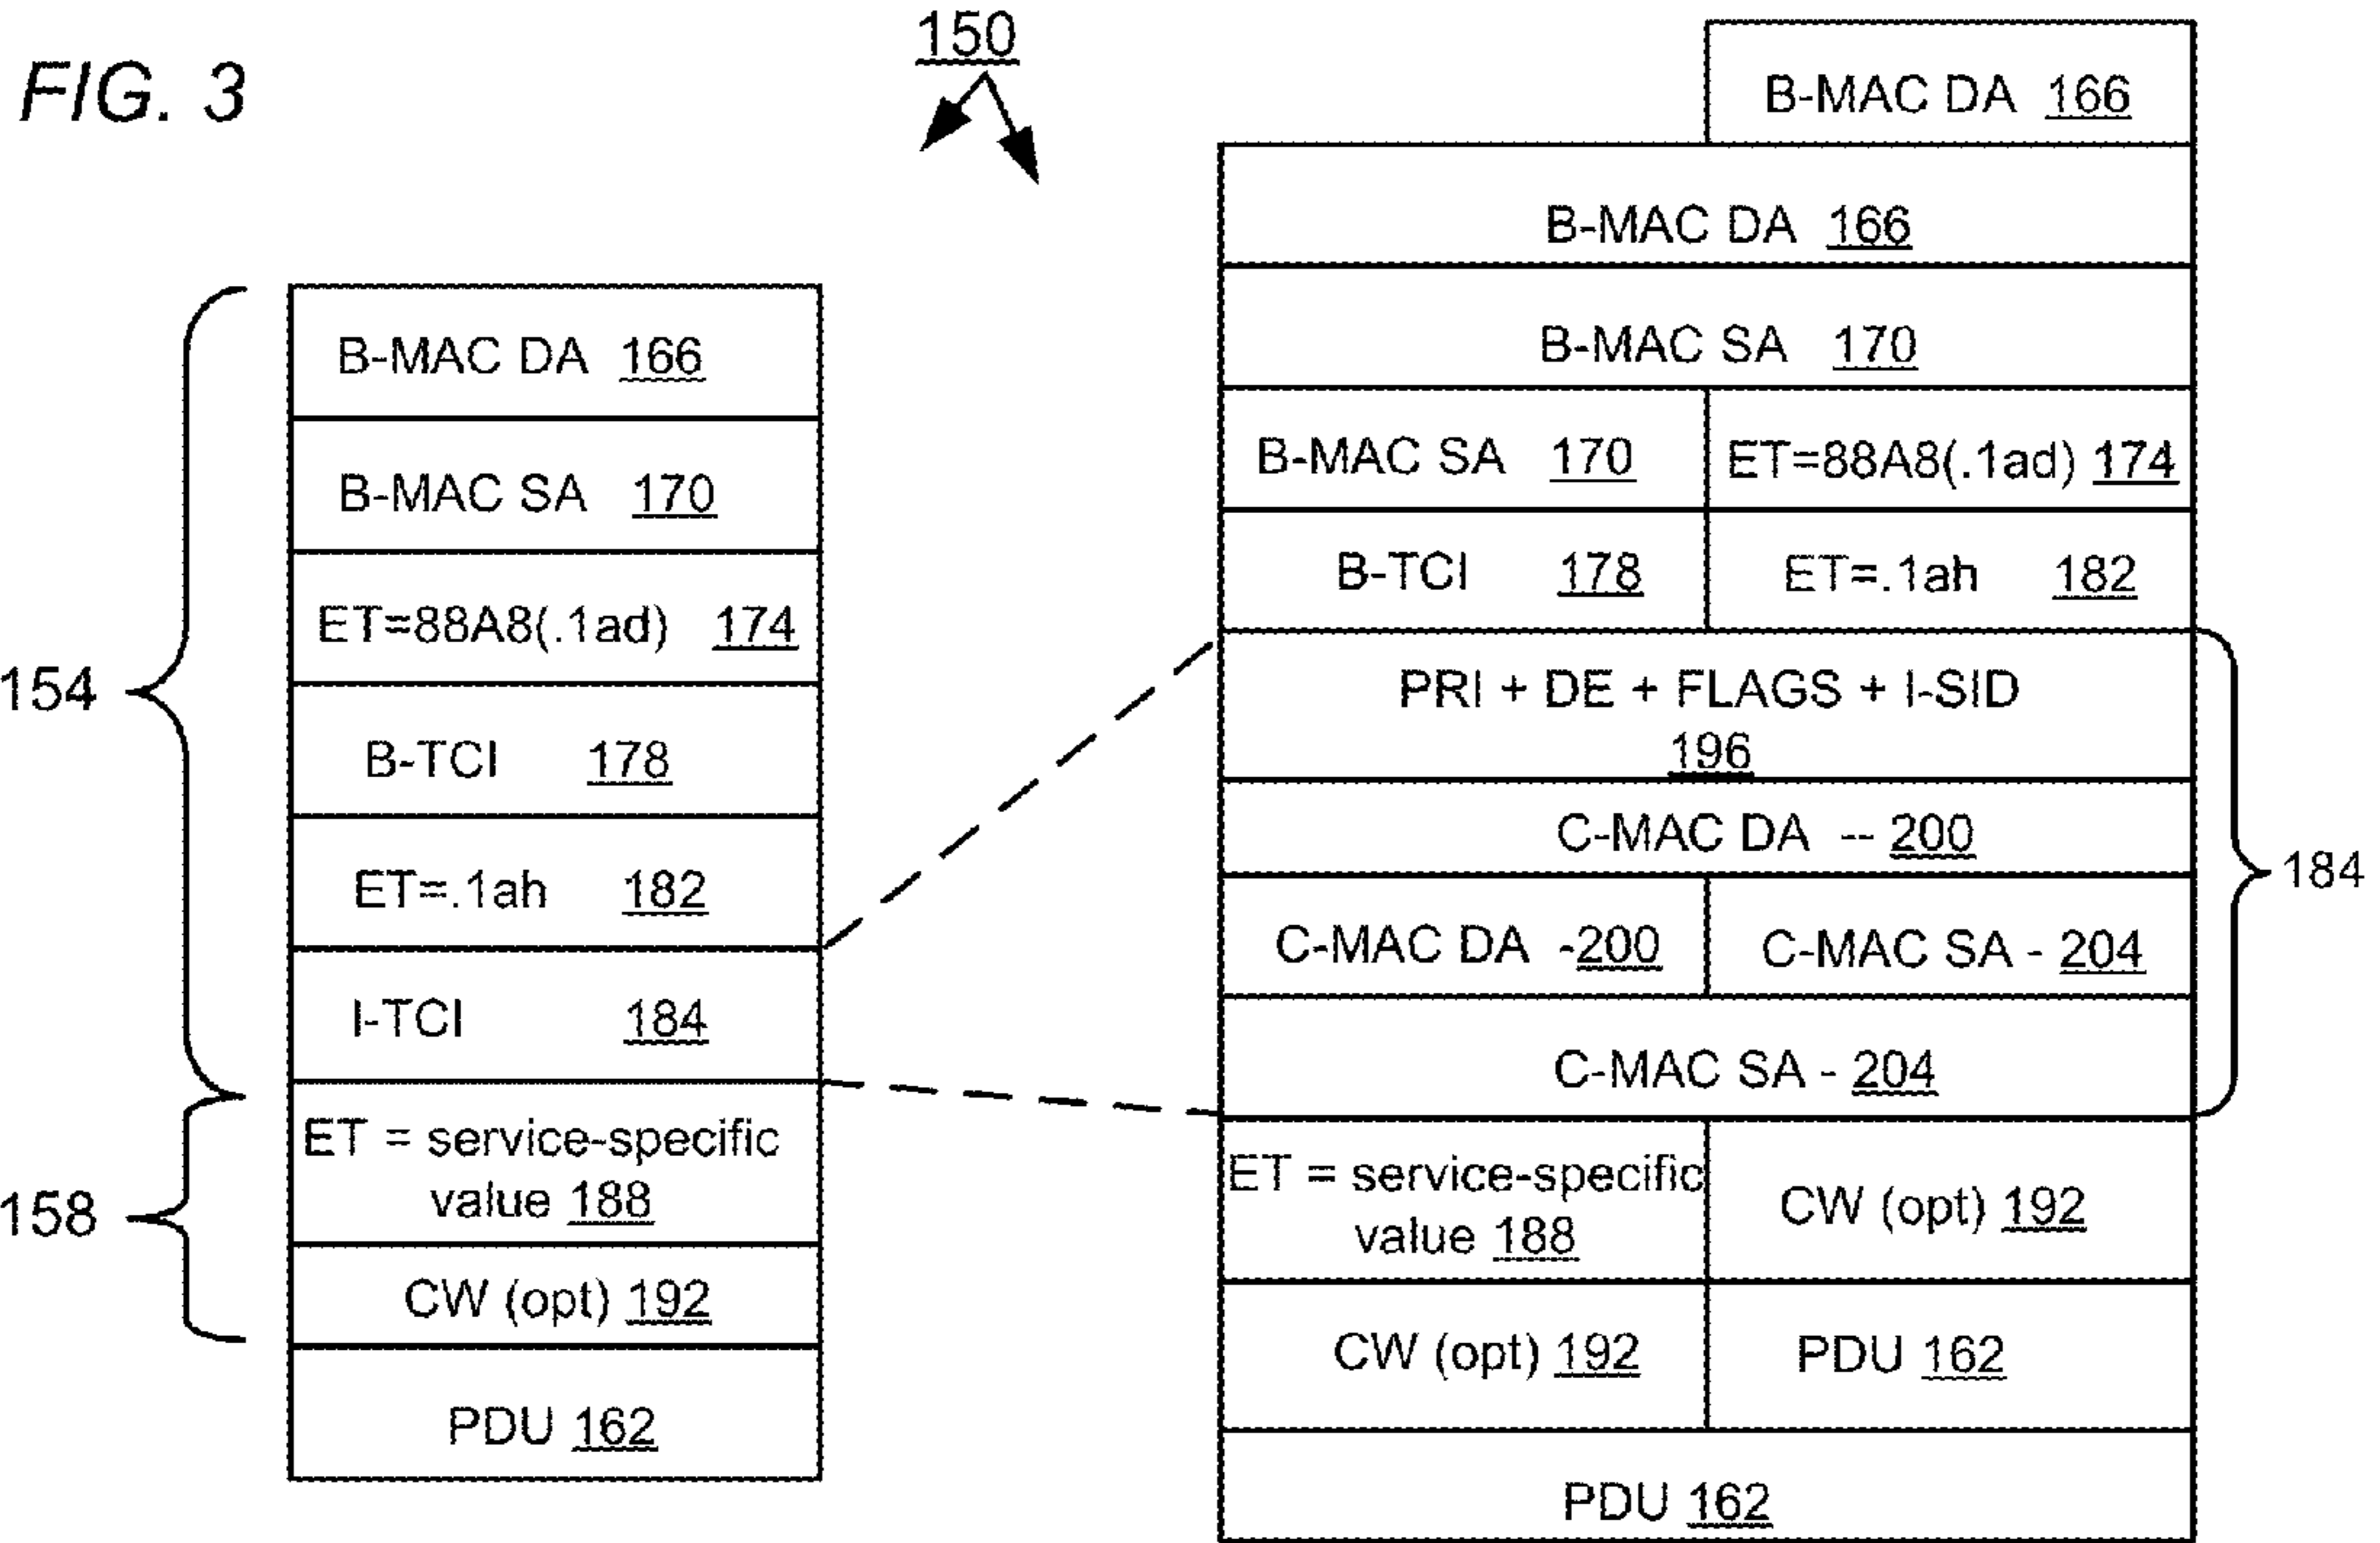 FIG. 3
150
154
158
B-MAC DA 166
B-MAC SA 170
ET=88A8(.1ad) 174
B-TCI 178
ET=.1ah 182
I-TCI 184
ET = service-specific
value 188
CW (opt) 192
PDU 162
B-MAC DA 166
B-MAC DA 166
B-MAC SA 170
B-MAC SA 170
ET=88A8(.1ad) 174
B-TCI 178
ET=.1ah 182
PRI + DE + FLAGS + I-SID
196
C-MAC DA -- 200
C-MAC DA -200
C-MAC SA - 204
C-MAC SA - 204
184
ET = service-specific
value 188
CW (opt) 192
CW (opt) 192
PDU 162
PDU 162